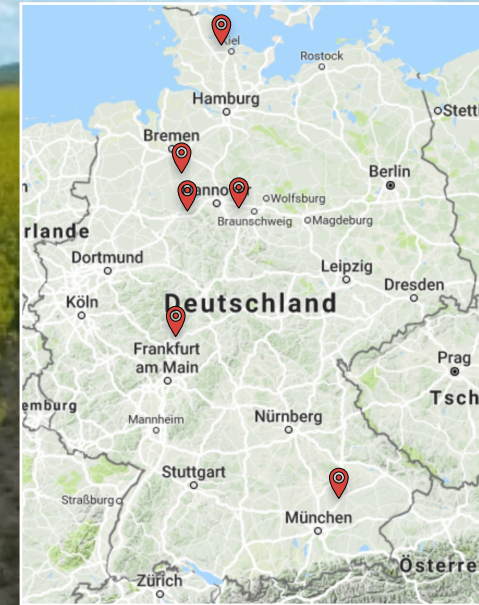 Kiel
Rostock
Hamburg
Stetti
Bremen
Berlin
Hannover
Wolfsburg
Braunschweig
Magdeburg
rlande
Dortmund
Leipzig
Dresden
Köln
Deutschland
Frankfurt
am Main
Prag
Tsch
emburg
Mannheim
Nürnberg
Stuttgart
Straßburg
München
Österre
Zürich